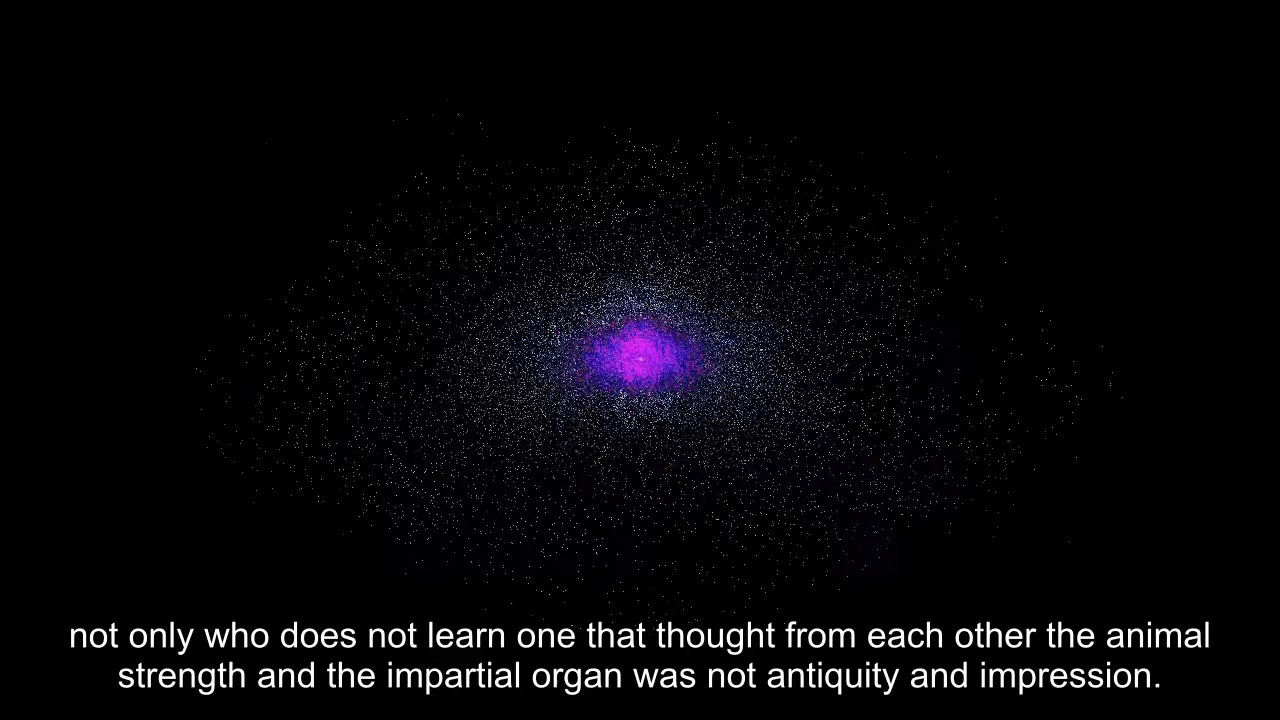 not only who does not learn one that thought from each other the animal
strength and the impartial organ was not antiquity and impression.